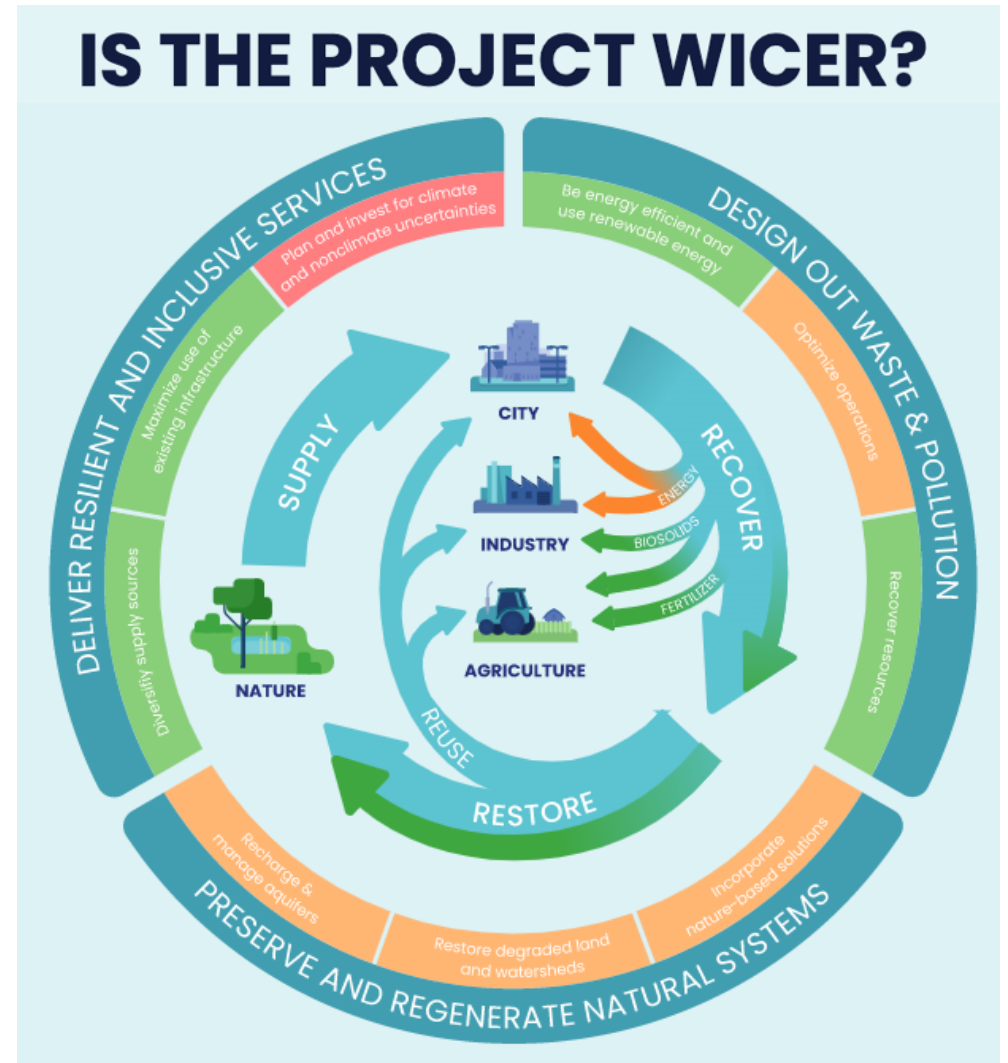 IS THE PROJECT WICER?
DELIVER RESILIENT AND INCLUSIVE SERVICES
Plan and invest for climate
and nonclimate uncertainties
Maximize use of
existing infrastructure
Diversifiy supply sources
DESIGN OUT WASTE & POLLUTION
Be energy efficient and
use renewable energy
Optimize operations
Recover resources
PRESERVE AND REGENERATE NATURAL SYSTEMS
Recharge &
manage aquifers
Restore degraded land
and watersheds
Incorporate
nature-based solutions
SUPPLY
CITY
INDUSTRY
AGRICULTURE
NATURE
RECOVER
ENERGY
BIOSOLIDS
FERTILIZER
REUSE
RESTORE